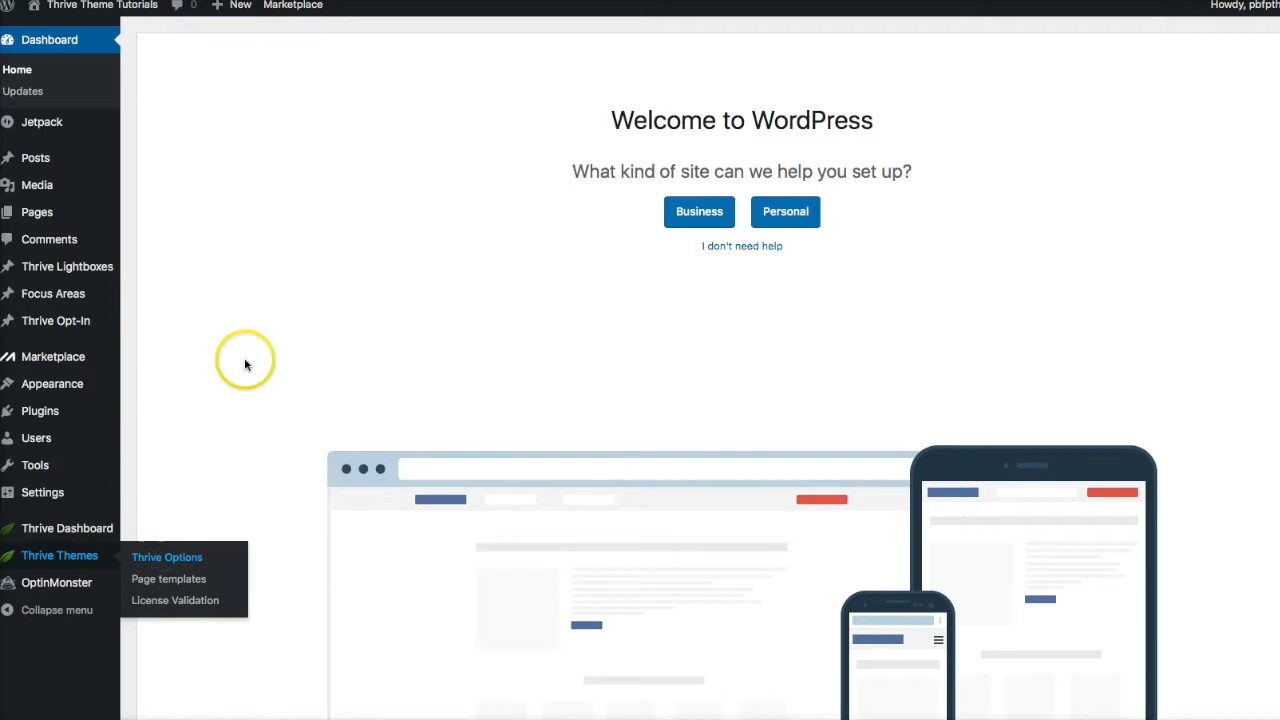 Thrive Theme Tutorials 0 New Marketplace Howdy, pbfpth
Dashboard
Home
Updates
Jetpack
Posts
Media
Pages
Comments
Thrive Lightboxes
Focus Areas
Thrive Opt-In
Marketplace
Appearance
Plugins
Users
Tools
Settings
Thrive Dashboard
Thrive Themes
OptinMonster
Collapse menu
Thrive Options
Page templates
License Validation
Welcome to WordPress
What kind of site can we help you set up?
Business Personal
I don't need help